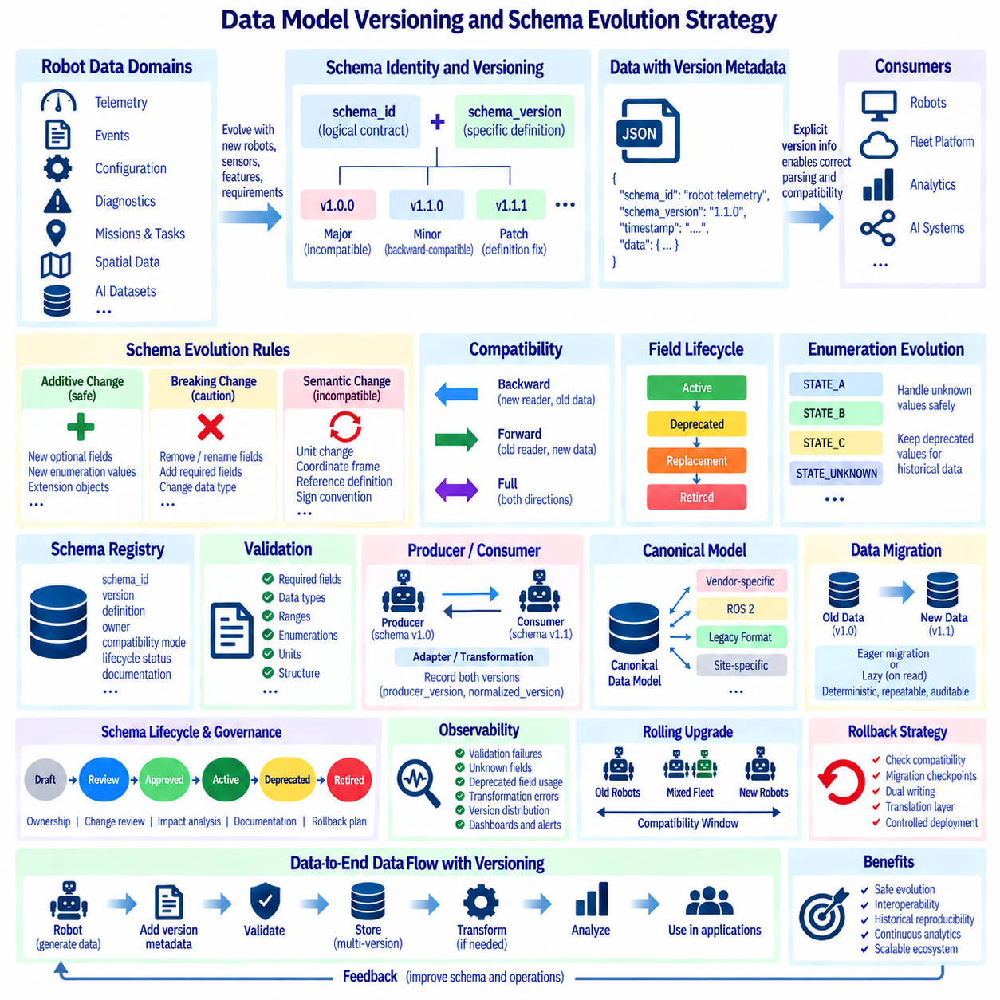 Data Model Versioning and Schema Evolution Strategy
Robot Data Domains
Telemetry
Events
Configuration
Diagnostics
Missions & Tasks
Spatial Data
AI Datasets
...
Evolve with
new robots,
sensors,
features,
requirements
Schema Identity and Versioning
schema_id
(logical contract)
+
schema_version
(specific definition)
v1.0.0
v1.1.0
v1.1.1
...
Major
(incompatible)
Minor
(backward-compatible)
Patch
(definition fix)
Data with Version Metadata
JSON
{
"schema_id": "robot.telemetry",
"schema_version": "1.1.0",
"timestamp": "....",
"data": { ... }
}
Explicit
version info
enables correct
parsing and
compatibility
Consumers
Robots
Fleet Platform
Analytics
AI Systems
...
Schema Evolution Rules
Additive Change
(safe)
New optional fields
New enumeration values
Extension objects
...
Breaking Change
(caution)
Remove / rename fields
Add required fields
Change data type
...
Semantic Change
(incompatible)
Unit change
Coordinate frame
Reference definition
Sign convention
...
Compatibility
Backward
(new reader, old data)
Forward
(old reader, new data)
Full
(both directions)
Field Lifecycle
Active
Deprecated
Replacement
Retired
Enumeration Evolution
STATE_A
STATE_B
STATE_C
STATE_UNKNOWN
...
Handle unknown
values safely
Keep deprecated
values for
historical data
Schema Registry
schema_id
version
definition
owner
compatibility mode
lifecycle status
documentation
...
Validation
Required fields
Data types
Ranges
Enumerations
Units
Structure
...
Producer / Consumer
Producer
(schema v1.0)
Consumer
(schema v1.1)
Adapter / Transformation
Record both versions
(producer_version, normalized_version)
Canonical Model
Canonical
Data Model
Vendor-specific
ROS 2
Legacy Format
Site-specific
...
Data Migration
Old Data
(v1.0)
New Data
(v1.1)
Eager migration
or
Lazy (on read)
Deterministic, repeatable, auditable
Schema Lifecycle & Governance
Draft
Review
Approved
Active
Deprecated
Retired
Ownership | Change review | Impact analysis | Documentation | Rollback plan
Observability
Validation failures
Unknown fields
Deprecated field usage
Transformation errors
Version distribution
Dashboards and alerts
Rolling Upgrade
Old Robots
Mixed Fleet
New Robots
Compatibility Window
Rollback Strategy
Check compatibility
Migration checkpoints
Dual writing
Translation layer
Controlled deployment
Data-to-End Data Flow with Versioning
Robot
(generate data)
Add version
metadata
Validate
Store
(multi-version)
Transform
(if needed)
Analyze
Use in applications
Benefits
Safe evolution
Interoperability
Historical reproducibility
Continuous analytics
Scalable ecosystem
Feedback (improve schema and operations)